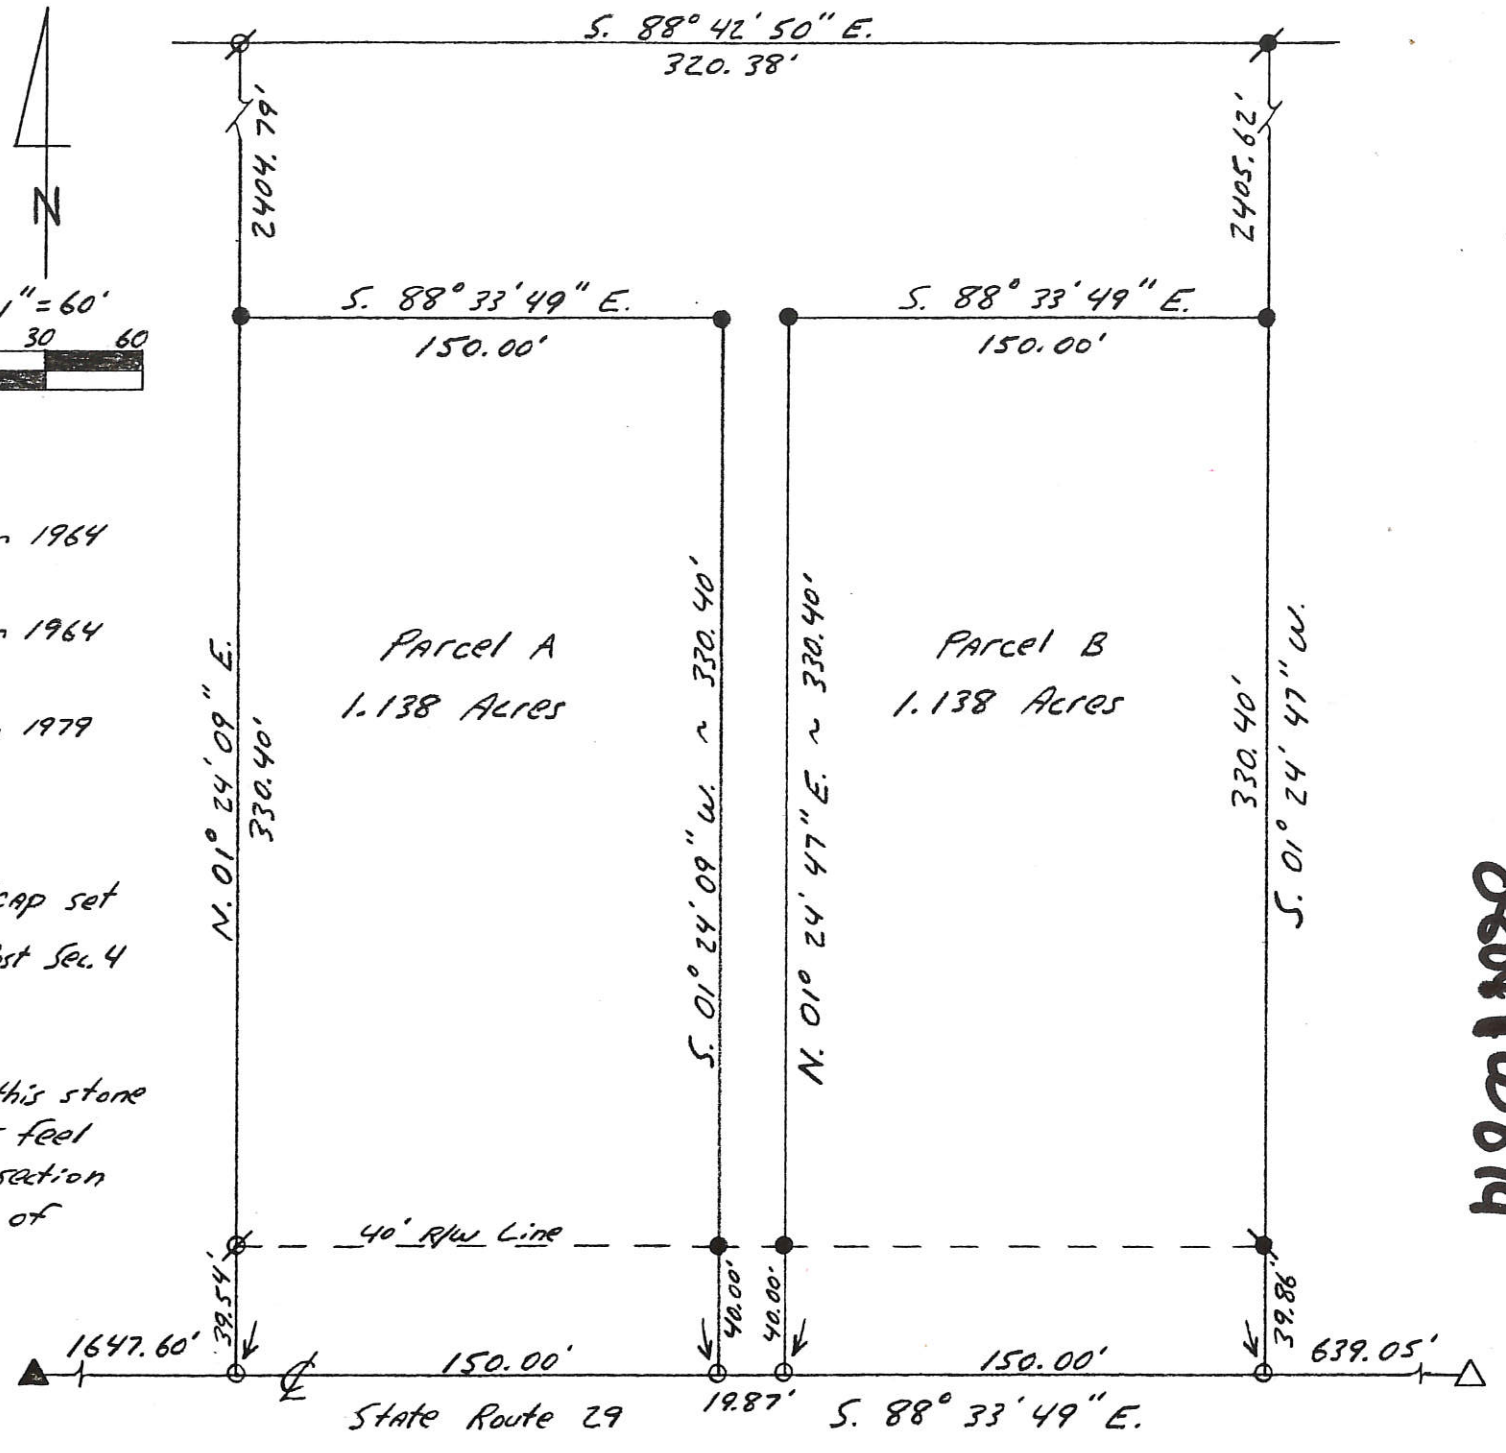 S. 88° 42' 50" E.
320.38'
2404.79'
2405.62'
N
1" = 60'
30 60
S. 88° 33' 49" E.
150.00'
S. 88° 33' 49" E.
150.00'
1964
1964
1979
cap set
Sec. 4
this stone
feel
section
of
N. 01° 24' 09" E.
330.40'
Parcel A
1.138 Acres
S. 01° 24' 09" W. ~ 330.40'
N. 01° 24' 47" E. ~ 330.40'
Parcel B
1.138 Acres
330.40'
S. 01° 24' 47" W.
40' R/W Line
39.54'
40.00'
40.00'
39.86'
1647.60'
℄
150.00'
19.87'
150.00'
639.05'
State Route 29
S. 88° 33' 49" E.